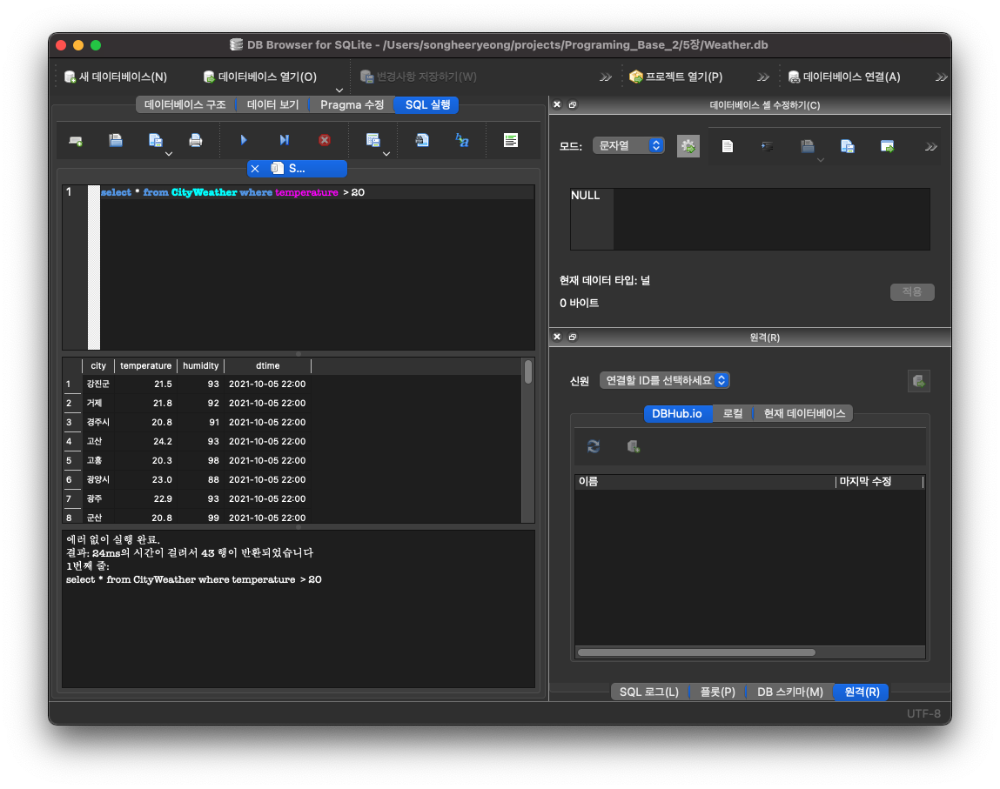 DB Browser for SQLite - /Users/songheeryeong/projects/Programing_Base_2/5장/Weather.db
새 데이터베이스(N) 데이터베이스 열기(O) 변경사항 저장하기(W) 프로젝트 열기(P) 데이터베이스 연결(A)
데이터베이스 구조 데이터 보기 Pragma 수정 SQL 실행
S...
1 select * from CityWeather where temperature > 20
city temperature humidity dtime
1 강진군 21.5 93 2021-10-05 22:00
2 거제 21.8 92 2021-10-05 22:00
3 경주시 20.8 91 2021-10-05 22:00
4 고산 24.2 93 2021-10-05 22:00
5 고흥 20.3 98 2021-10-05 22:00
6 광양시 23.0 88 2021-10-05 22:00
7 광주 22.9 93 2021-10-05 22:00
8 군산 20.8 99 2021-10-05 22:00
에러 없이 실행 완료.
결과: 24ms의 시간이 걸려서 43 행이 반환되었습니다
1번째 줄:
select * from CityWeather where temperature > 20
데이터베이스 셀 수정하기(C)
모드: 문자열
NULL
현재 데이터 타입: 널
0 바이트
적용
원격(R)
신원 연결할 ID를 선택하세요
DBHub.io 로컬 현재 데이터베이스
이름 마지막 수정
SQL 로그(L) 플롯(P) DB 스키마(M) 원격(R)
UTF-8